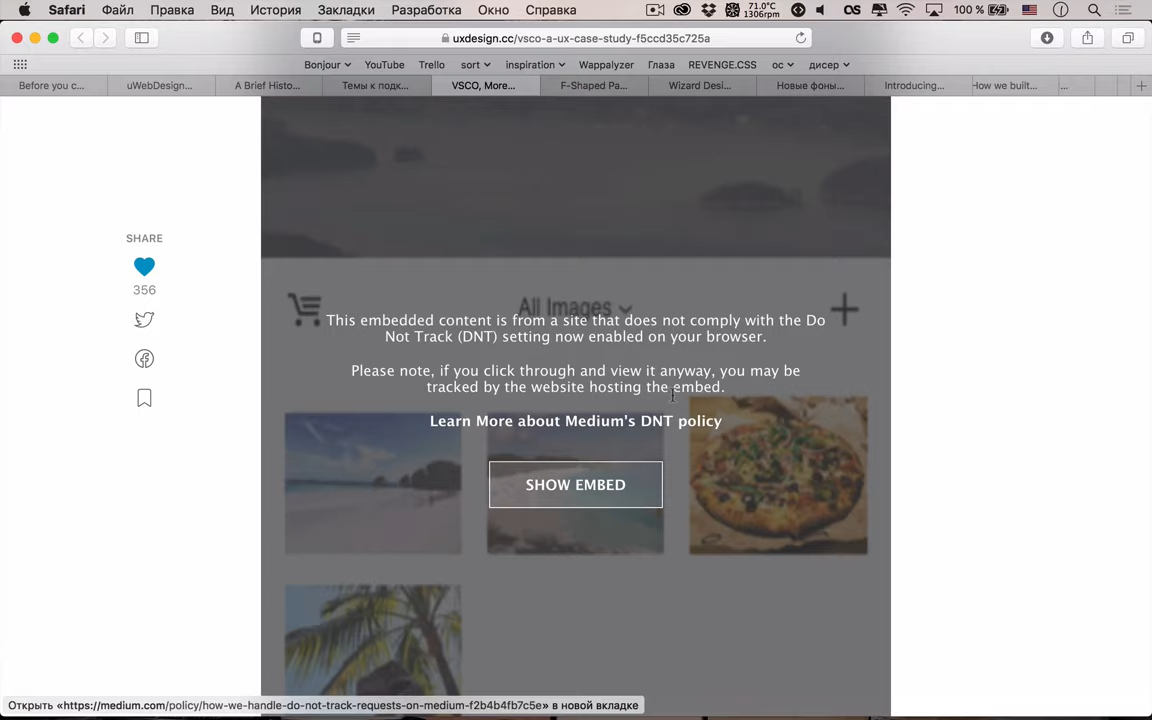 Safari Файл Правка Вид История Закладки Разработка Окно Справка 71.0°C 1306rpm 100 %
uxdesign.cc/vsco-a-ux-case-study-f5ccd35c725a
Bonjour YouTube Trello sort inspiration Wappalyzer Глаза REVENGE.CSS ос дисер
Before you c... uWebDesign... A Brief Histo... Темы к подк... VSCO, More... F-Shaped Pa... Wizard Desi... Новые фоны... Introducing... How we built... ...
SHARE
356
All Images
This embedded content is from a site that does not comply with the Do
Not Track (DNT) setting now enabled on your browser.
Please note, if you click through and view it anyway, you may be
tracked by the website hosting the embed.
Learn More about Medium's DNT policy
SHOW EMBED
Открыть «https://medium.com/policy/how-we-handle-do-not-track-requests-on-medium-f2b4b4fb7c5e» в новой вкладке